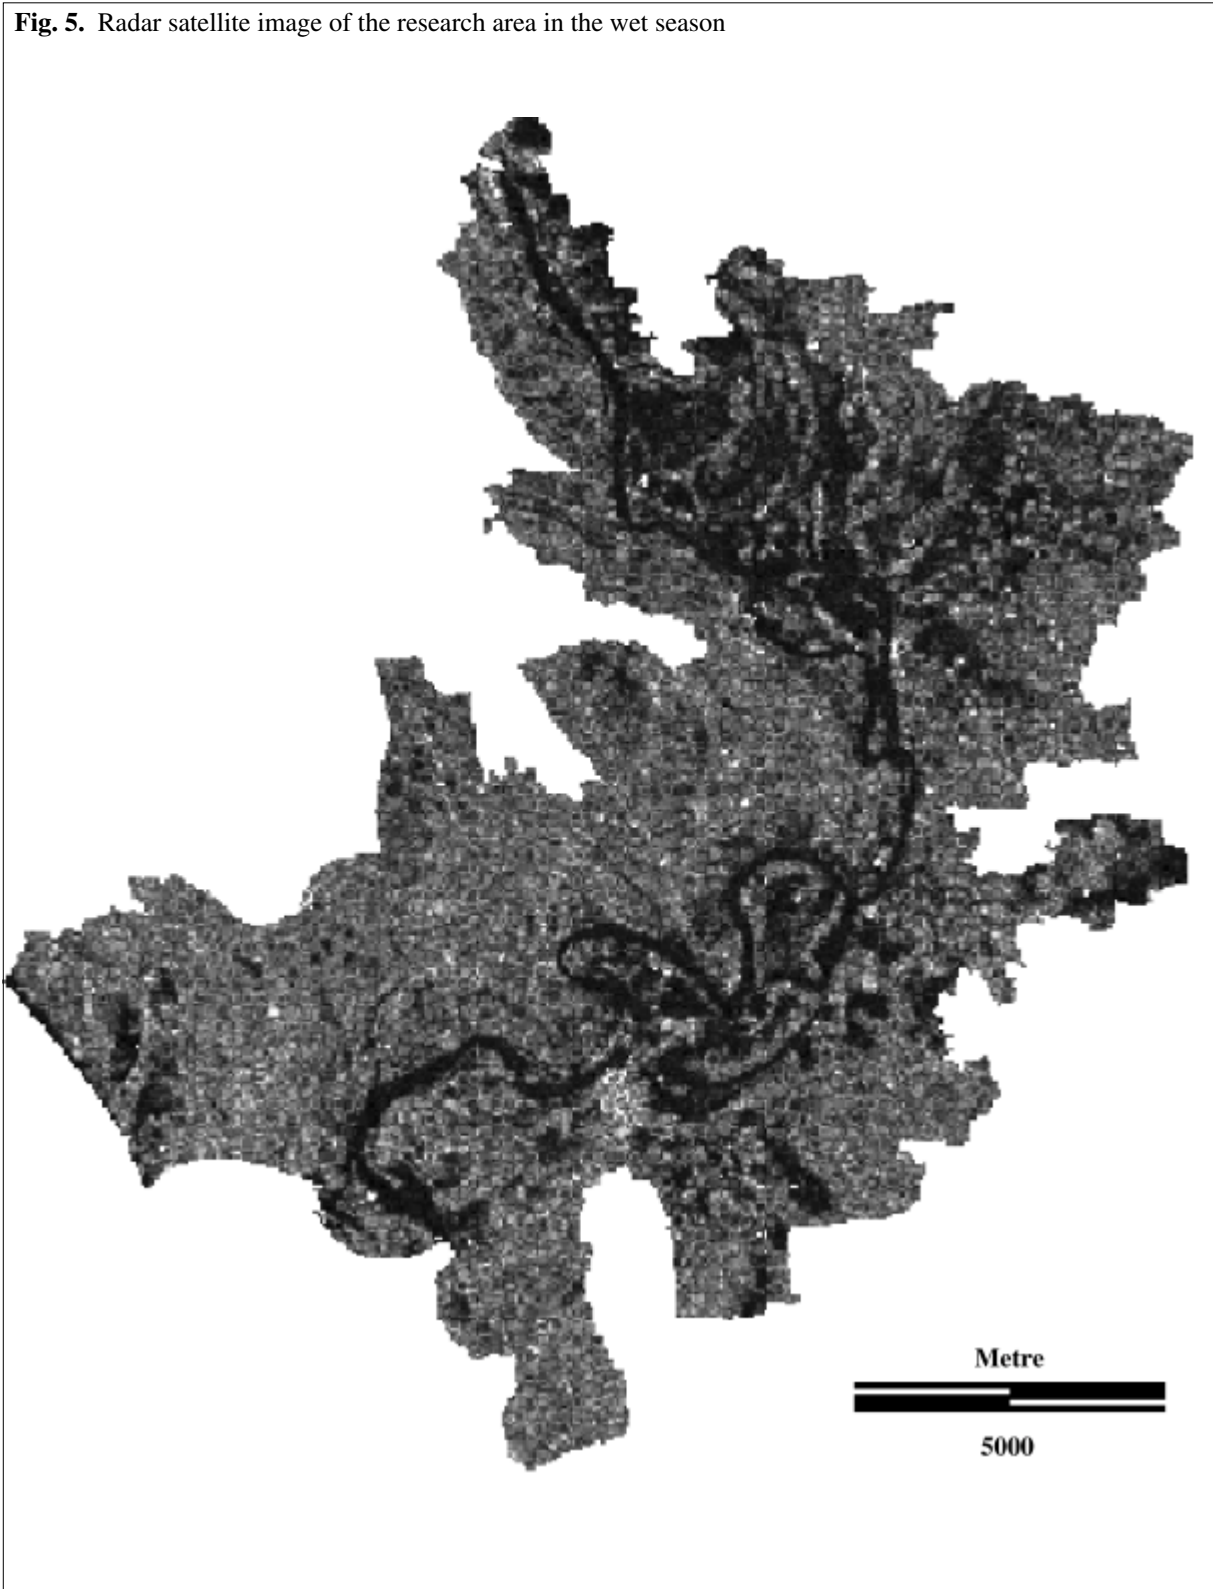 Fig. 5. Radar satellite image of the research area in the wet season
Metre
5000